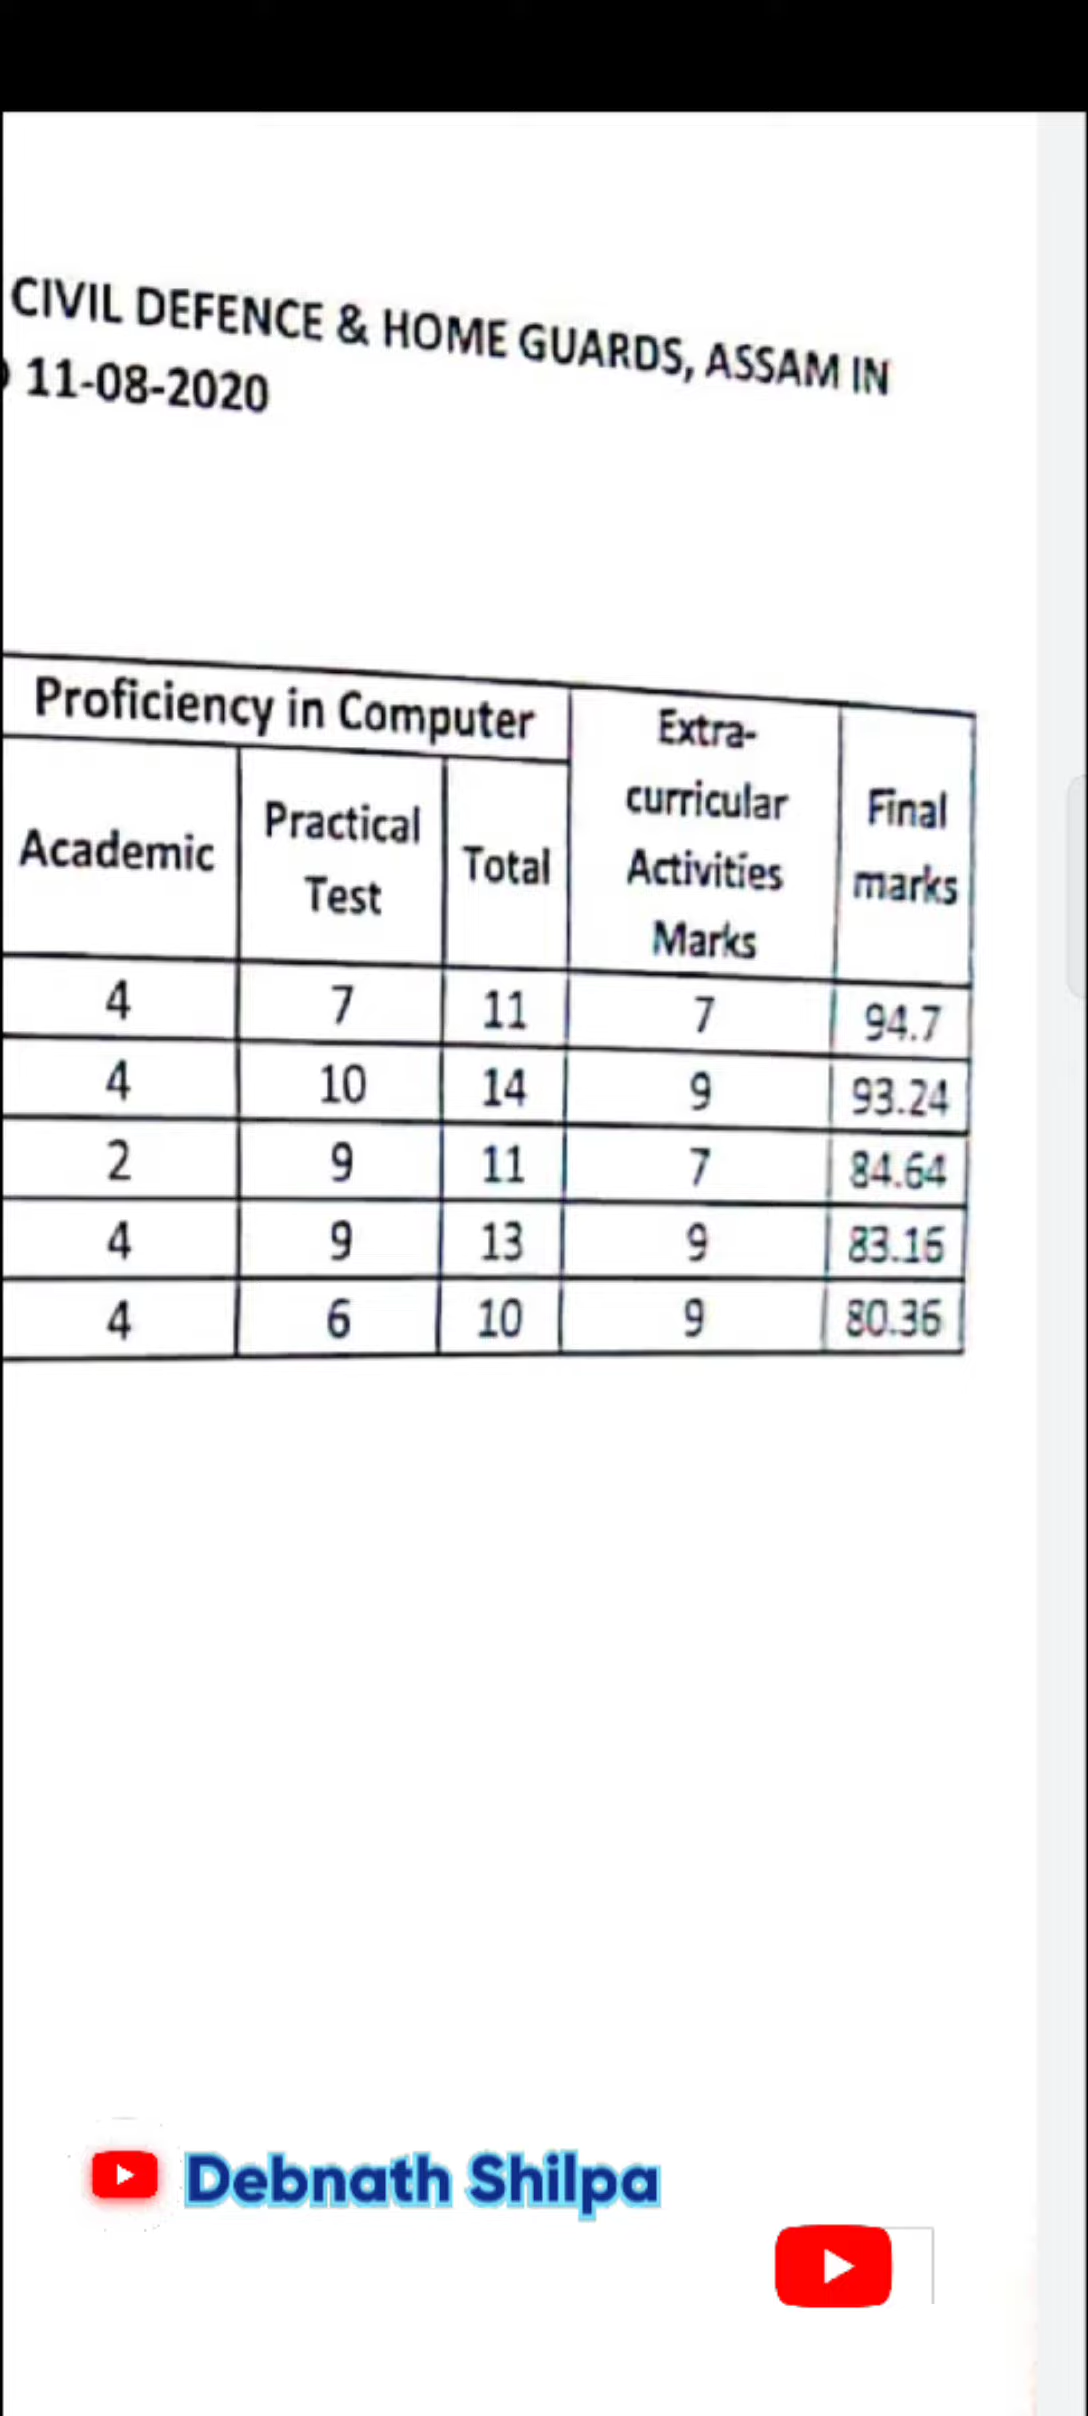 CIVIL DEFENCE & HOME GUARDS, ASSAM IN
11-08-2020
Proficiency in Computer
Extra-curricular Activities Marks
Final marks
Academic
Practical Test
Total
4 7 11 7 94.7
4 10 14 9 93.24
2 9 11 7 84.64
4 9 13 9 83.16
4 6 10 9 80.36
Debnath Shilpa